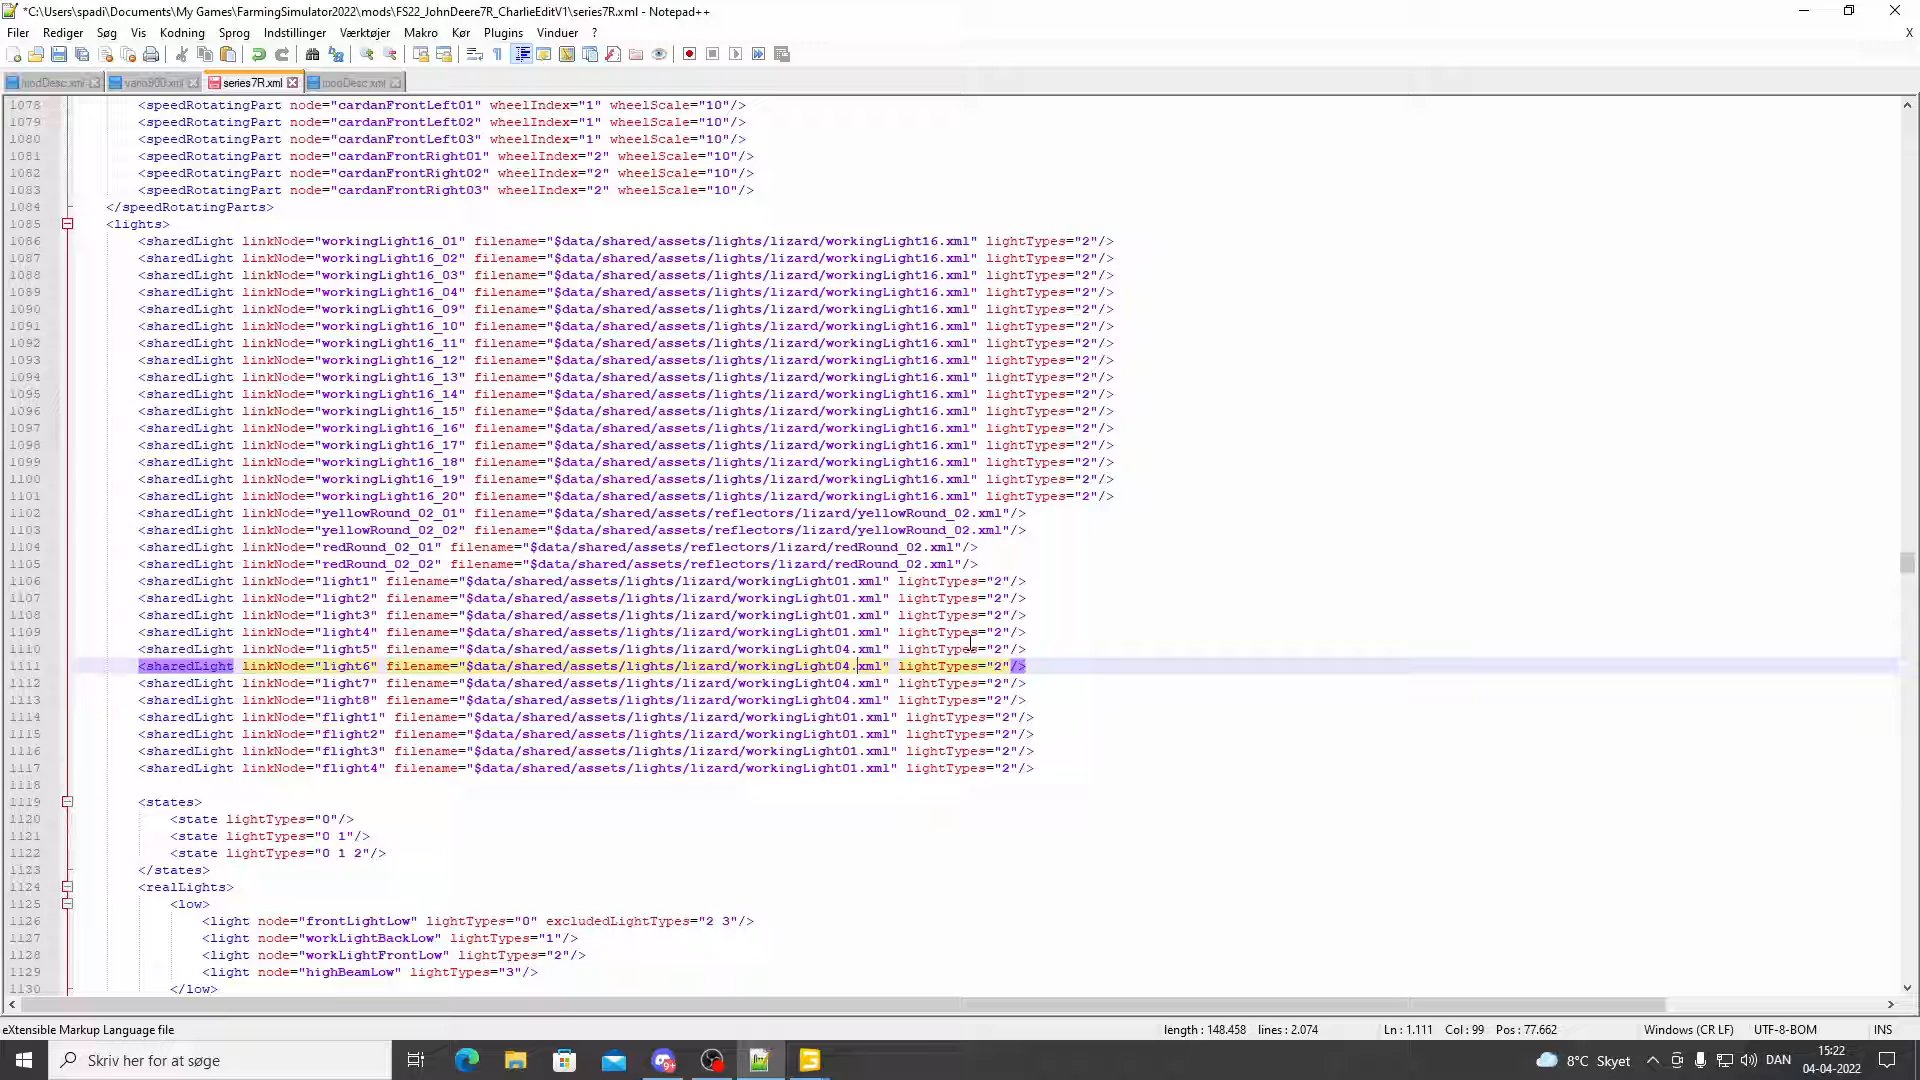 *C:\Users\spadi\Documents\My Games\FarmingSimulator2022\mods\FS22_JohnDeere7R_CharlieEditV1\series7R.xml - Notepad++
Filer Rediger Søg Vis Kodning Sprog Indstillinger Værktøjer Makro Kør Plugins Vinduer ? X
modDesc.xml vario900.xml series7R.xml modDesc.xml
1078 <speedRotatingPart node="cardanFrontLeft01" wheelIndex="1" wheelScale="10"/>
1079 <speedRotatingPart node="cardanFrontLeft02" wheelIndex="1" wheelScale="10"/>
1080 <speedRotatingPart node="cardanFrontLeft03" wheelIndex="1" wheelScale="10"/>
1081 <speedRotatingPart node="cardanFrontRight01" wheelIndex="2" wheelScale="10"/>
1082 <speedRotatingPart node="cardanFrontRight02" wheelIndex="2" wheelScale="10"/>
1083 <speedRotatingPart node="cardanFrontRight03" wheelIndex="2" wheelScale="10"/>
1084 </speedRotatingParts>
1085 <lights>
1086 <sharedLight linkNode="workingLight16_01" filename="$data/shared/assets/lights/lizard/workingLight16.xml" lightTypes="2"/>
1087 <sharedLight linkNode="workingLight16_02" filename="$data/shared/assets/lights/lizard/workingLight16.xml" lightTypes="2"/>
1088 <sharedLight linkNode="workingLight16_03" filename="$data/shared/assets/lights/lizard/workingLight16.xml" lightTypes="2"/>
1089 <sharedLight linkNode="workingLight16_04" filename="$data/shared/assets/lights/lizard/workingLight16.xml" lightTypes="2"/>
1090 <sharedLight linkNode="workingLight16_09" filename="$data/shared/assets/lights/lizard/workingLight16.xml" lightTypes="2"/>
1091 <sharedLight linkNode="workingLight16_10" filename="$data/shared/assets/lights/lizard/workingLight16.xml" lightTypes="2"/>
1092 <sharedLight linkNode="workingLight16_11" filename="$data/shared/assets/lights/lizard/workingLight16.xml" lightTypes="2"/>
1093 <sharedLight linkNode="workingLight16_12" filename="$data/shared/assets/lights/lizard/workingLight16.xml" lightTypes="2"/>
1094 <sharedLight linkNode="workingLight16_13" filename="$data/shared/assets/lights/lizard/workingLight16.xml" lightTypes="2"/>
1095 <sharedLight linkNode="workingLight16_14" filename="$data/shared/assets/lights/lizard/workingLight16.xml" lightTypes="2"/>
1096 <sharedLight linkNode="workingLight16_15" filename="$data/shared/assets/lights/lizard/workingLight16.xml" lightTypes="2"/>
1097 <sharedLight linkNode="workingLight16_16" filename="$data/shared/assets/lights/lizard/workingLight16.xml" lightTypes="2"/>
1098 <sharedLight linkNode="workingLight16_17" filename="$data/shared/assets/lights/lizard/workingLight16.xml" lightTypes="2"/>
1099 <sharedLight linkNode="workingLight16_18" filename="$data/shared/assets/lights/lizard/workingLight16.xml" lightTypes="2"/>
1100 <sharedLight linkNode="workingLight16_19" filename="$data/shared/assets/lights/lizard/workingLight16.xml" lightTypes="2"/>
1101 <sharedLight linkNode="workingLight16_20" filename="$data/shared/assets/lights/lizard/workingLight16.xml" lightTypes="2"/>
1102 <sharedLight linkNode="yellowRound_02_01" filename="$data/shared/assets/reflectors/lizard/yellowRound_02.xml"/>
1103 <sharedLight linkNode="yellowRound_02_02" filename="$data/shared/assets/reflectors/lizard/yellowRound_02.xml"/>
1104 <sharedLight linkNode="redRound_02_01" filename="$data/shared/assets/reflectors/lizard/redRound_02.xml"/>
1105 <sharedLight linkNode="redRound_02_02" filename="$data/shared/assets/reflectors/lizard/redRound_02.xml"/>
1106 <sharedLight linkNode="light1" filename="$data/shared/assets/lights/lizard/workingLight01.xml" lightTypes="2"/>
1107 <sharedLight linkNode="light2" filename="$data/shared/assets/lights/lizard/workingLight01.xml" lightTypes="2"/>
1108 <sharedLight linkNode="light3" filename="$data/shared/assets/lights/lizard/workingLight01.xml" lightTypes="2"/>
1109 <sharedLight linkNode="light4" filename="$data/shared/assets/lights/lizard/workingLight01.xml" lightTypes="2"/>
1110 <sharedLight linkNode="light5" filename="$data/shared/assets/lights/lizard/workingLight04.xml" lightTypes="2"/>
1111 <sharedLight linkNode="light6" filename="$data/shared/assets/lights/lizard/workingLight04.xml" lightTypes="2"/>
1112 <sharedLight linkNode="light7" filename="$data/shared/assets/lights/lizard/workingLight04.xml" lightTypes="2"/>
1113 <sharedLight linkNode="light8" filename="$data/shared/assets/lights/lizard/workingLight04.xml" lightTypes="2"/>
1114 <sharedLight linkNode="flight1" filename="$data/shared/assets/lights/lizard/workingLight01.xml" lightTypes="2"/>
1115 <sharedLight linkNode="flight2" filename="$data/shared/assets/lights/lizard/workingLight01.xml" lightTypes="2"/>
1116 <sharedLight linkNode="flight3" filename="$data/shared/assets/lights/lizard/workingLight01.xml" lightTypes="2"/>
1117 <sharedLight linkNode="flight4" filename="$data/shared/assets/lights/lizard/workingLight01.xml" lightTypes="2"/>
1118
1119 <states>
1120 <state lightTypes="0"/>
1121 <state lightTypes="0 1"/>
1122 <state lightTypes="0 1 2"/>
1123 </states>
1124 <realLights>
1125 <low>
1126 <light node="frontLightLow" lightTypes="0" excludedLightTypes="2 3"/>
1127 <light node="workLightBackLow" lightTypes="1"/>
1128 <light node="workLightFrontLow" lightTypes="2"/>
1129 <light node="highBeamLow" lightTypes="3"/>
1130 </low>
eXtensible Markup Language file length : 148.458 lines : 2.074 Ln : 1.111 Col : 99 Pos : 77.662 Windows (CR LF) UTF-8-BOM INS
Skriv her for at søge 9+ 8°C Skyet DAN 15:22
04-04-2022